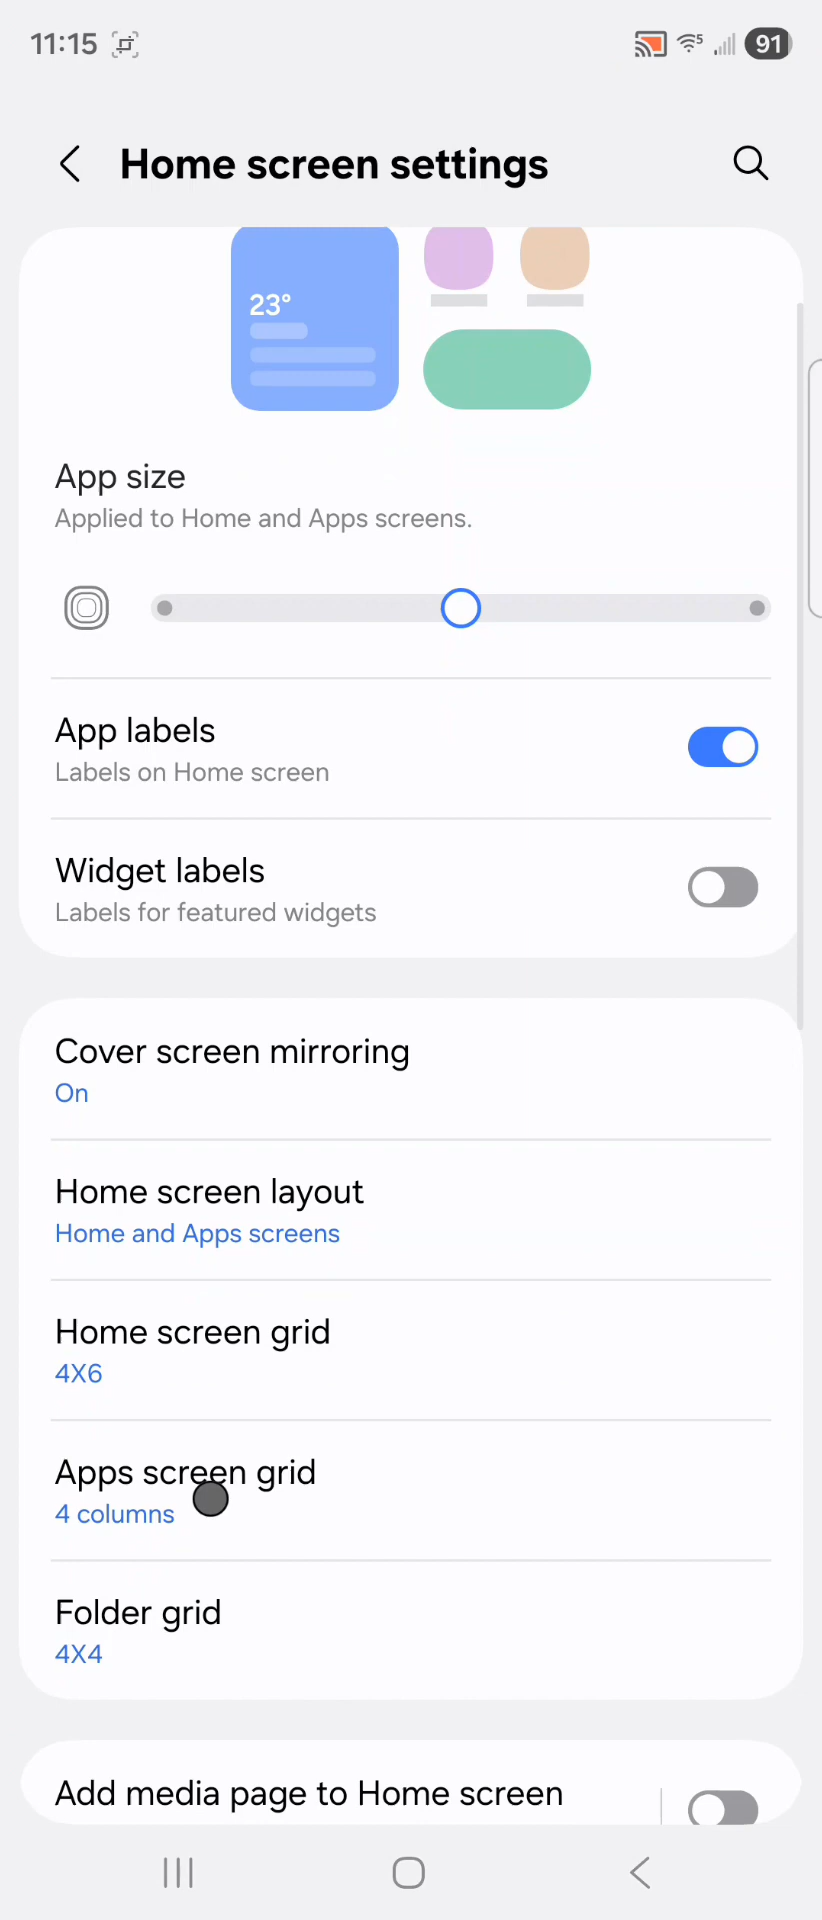 11:15
5
91
Home screen settings
23°
App size
Applied to Home and Apps screens.
App labels
Labels on Home screen
Widget labels
Labels for featured widgets
Cover screen mirroring
On
Home screen layout
Home and Apps screens
Home screen grid
4X6
Apps screen grid
4 columns
Folder grid
4X4
Add media page to Home screen